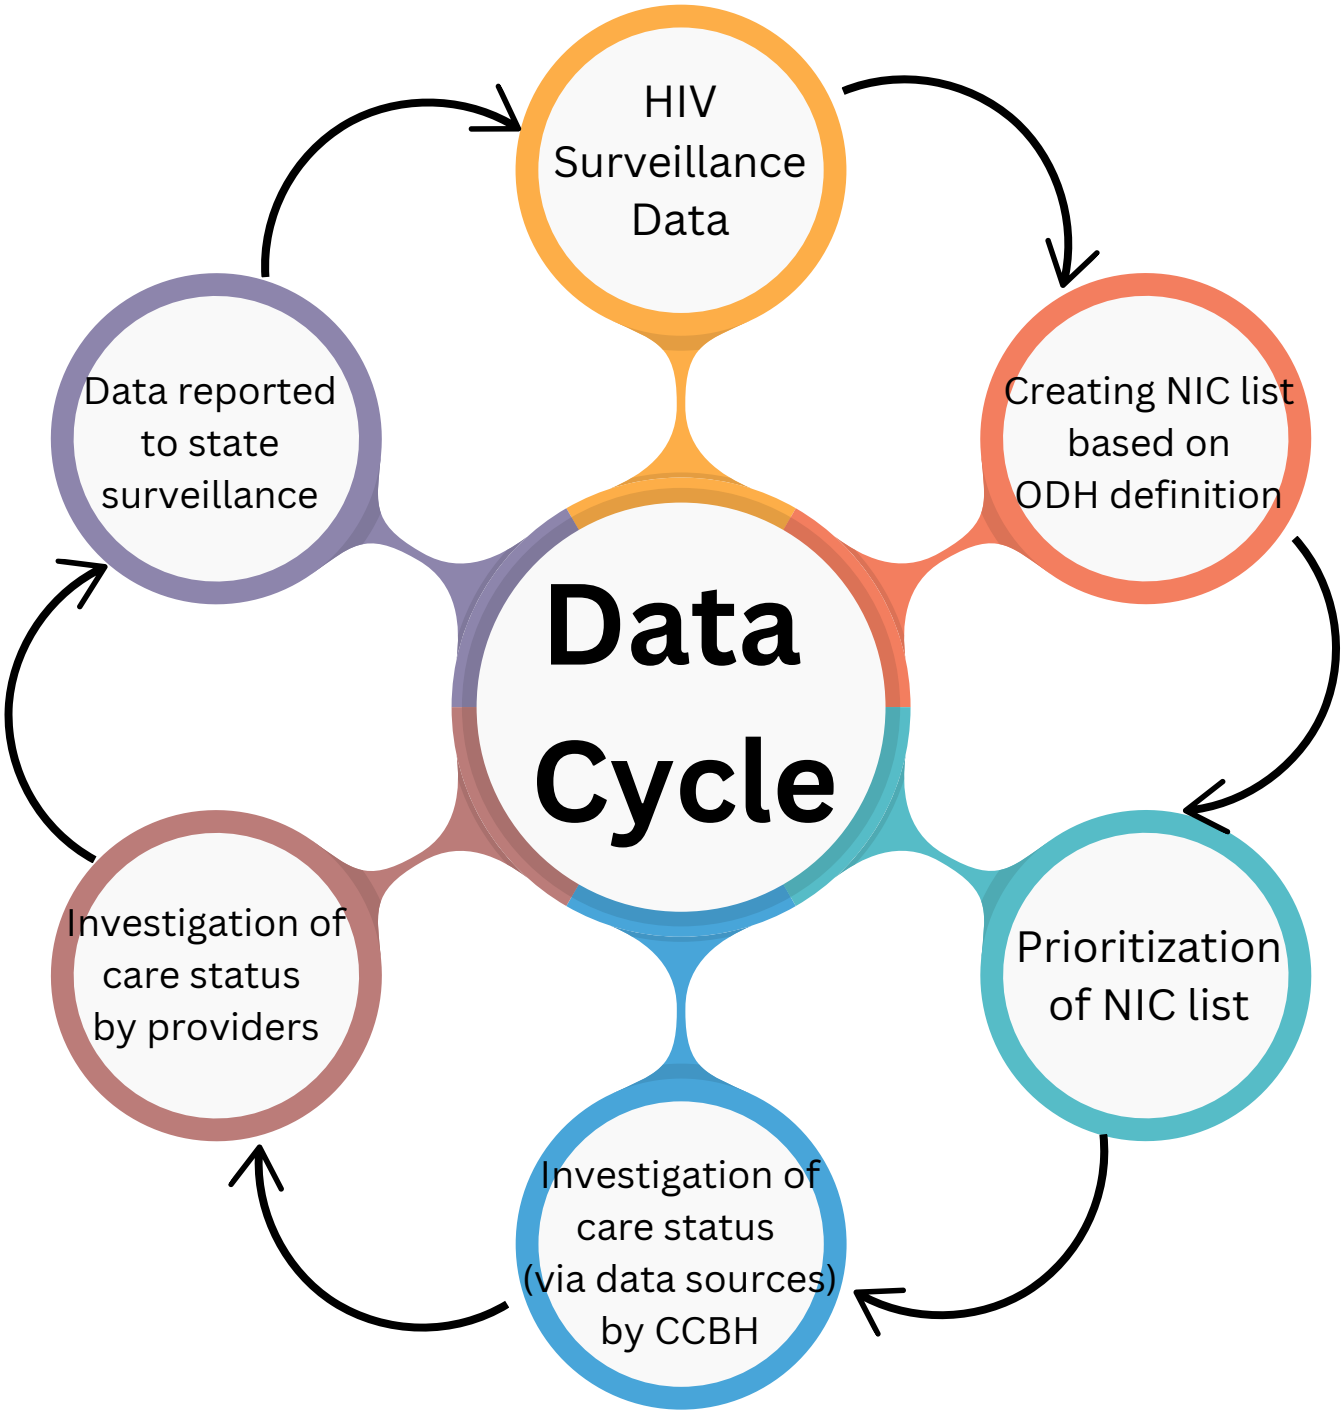 HIV
Surveillance
Data
Creating NIC list
based on
ODH definition
Prioritization
of NIC list
Investigation of
care status
(via data sources)
by CCBH
Investigation of
care status
by providers
Data reported
to state
surveillance
Data
Cycle